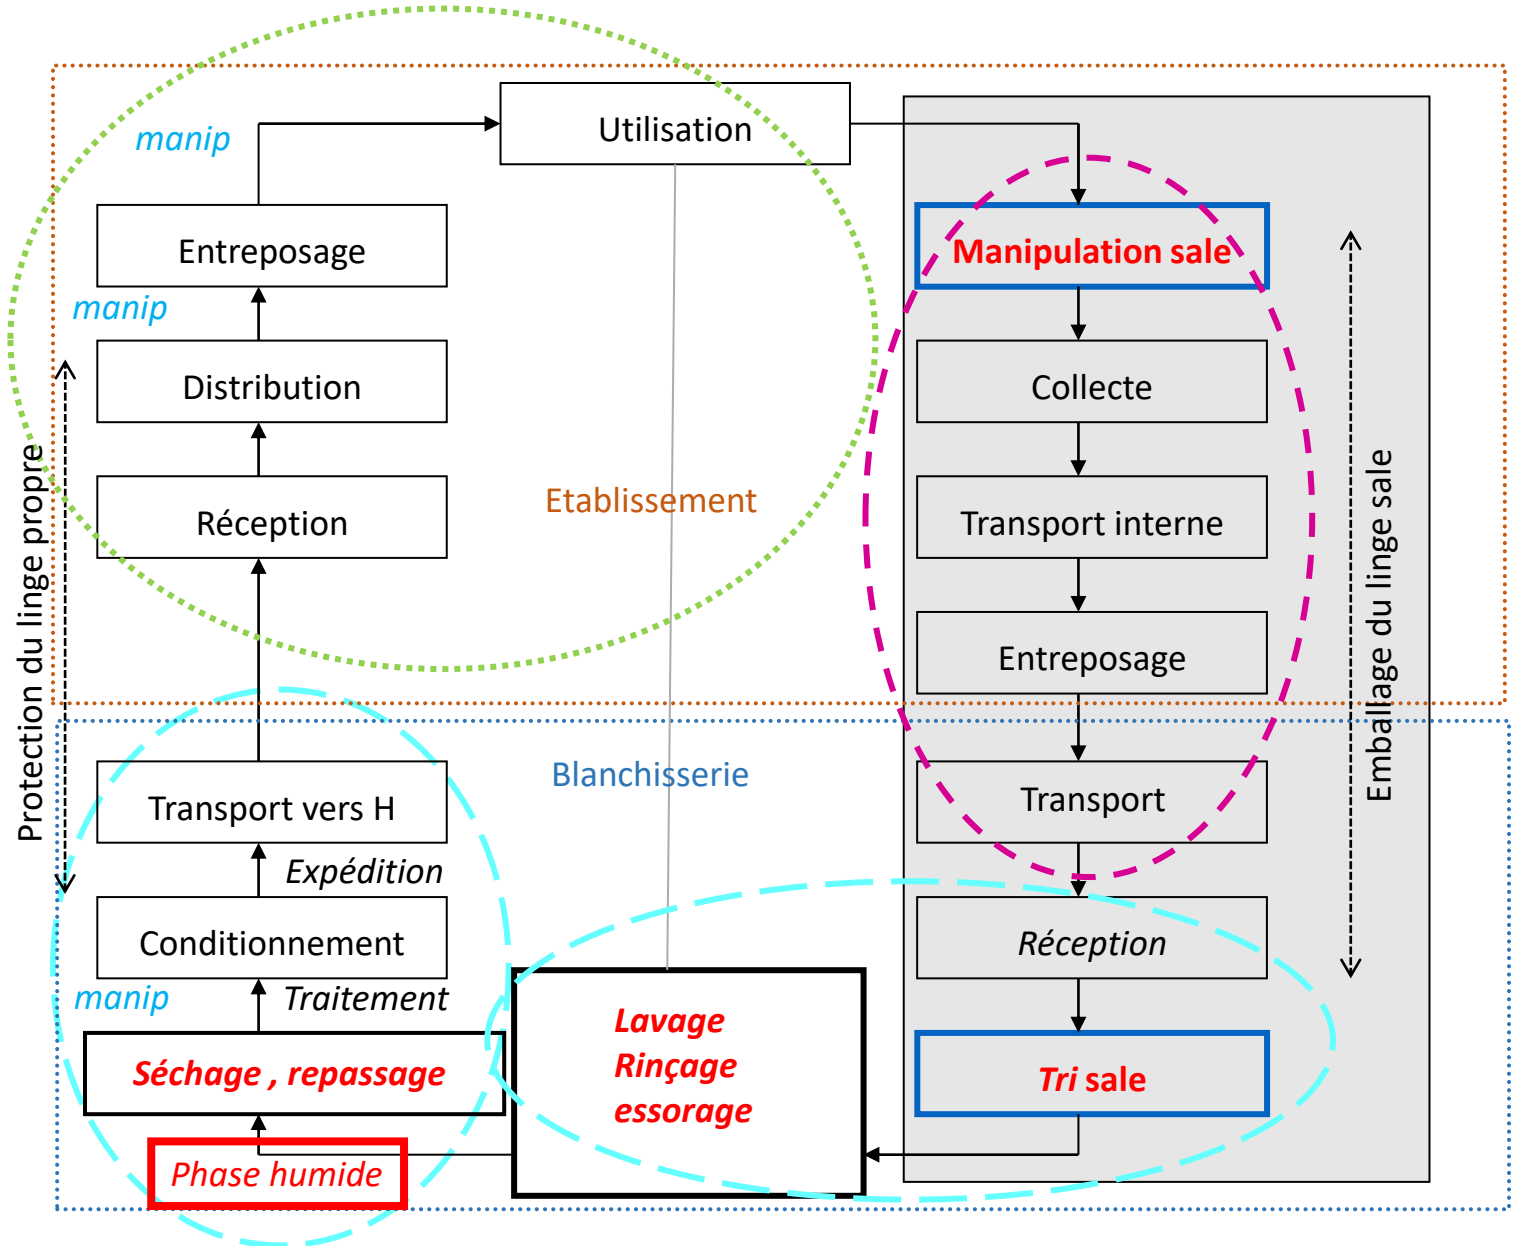 Utilisation
manip
Entreposage
manip
Distribution
Réception
Protection du linge propre
Etablissement
Manipulation sale
Collecte
Transport interne
Entreposage
Emballage du linge sale
Blanchisserie
Transport vers H
Expédition
Conditionnement
manip
Traitement
Séchage , repassage
Phase humide
Lavage
Rinçage
essorage
Transport
Réception
Tri sale